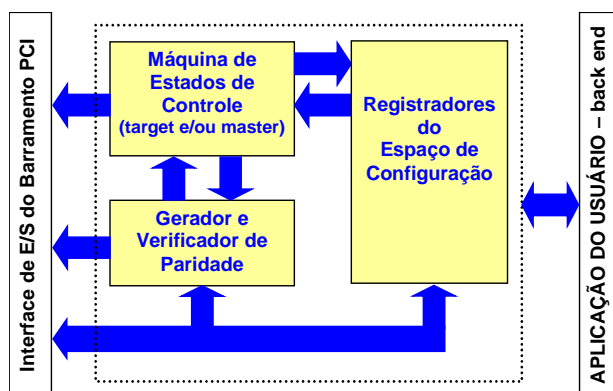 Interface de E/S do Barramento PCI
Máquina de
Estados de
Controle
(target e/ou master)
Gerador e
Verificador de
Paridade
Registradores
do
Espaço de
Configuração
APLICAÇÃO DO USUÁRIO – back end